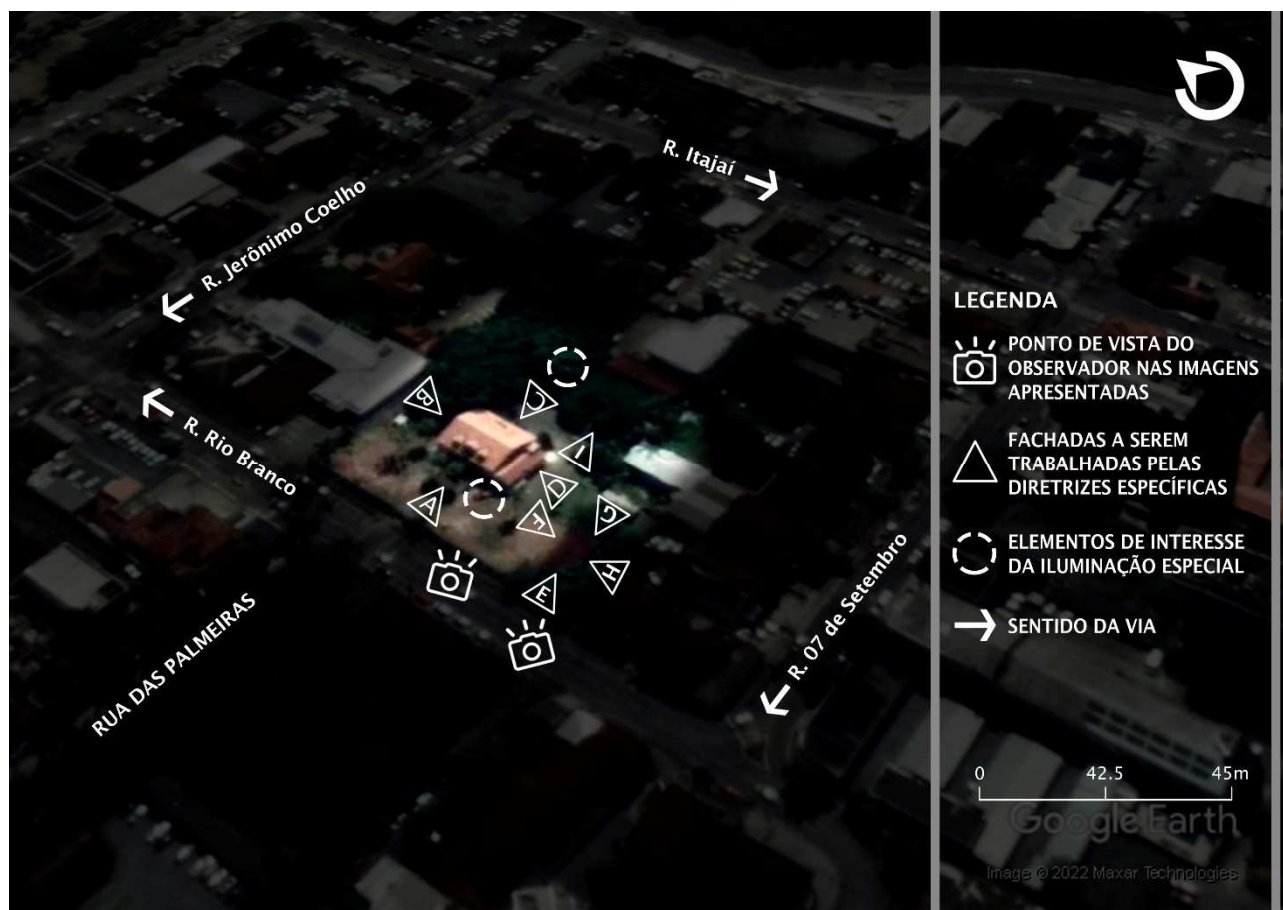 R. Itajaí
R. Jerônimo Coelho
R. Rio Branco
B
C
I
A
D
F
G
H
E
R. 07 de Setembro
RUA DAS PALMEIRAS
LEGENDA
PONTO DE VISTA DO
OBSERVADOR NAS IMAGENS
APRESENTADAS
FACHADAS A SEREM
TRABALHADAS PELAS
DIRETRIZES ESPECÍFICAS
ELEMENTOS DE INTERESSE
DA ILUMINAÇÃO ESPECIAL
SENTIDO DA VIA
0 42.5 45m
Google Earth
Image © 2022 Maxar Technologies